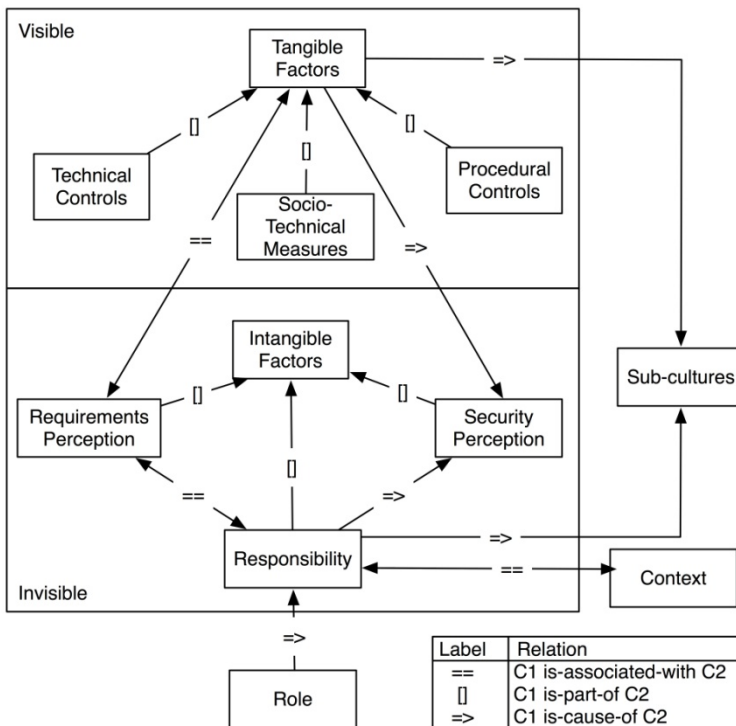 Visible
Tangible
Factors
=>
[]
[]
[]
Technical
Controls
Procedural
Controls
Socio-
Technical
Measures
==
=>
Intangible
Factors
Sub-cultures
[]
[]
Requirements
Perception
Security
Perception
[]
==
=>
=>
Responsibility
==
Context
Invisible
=>
Role
Label Relation
== C1 is-associated-with C2
[] C1 is-part-of C2
=> C1 is-cause-of C2